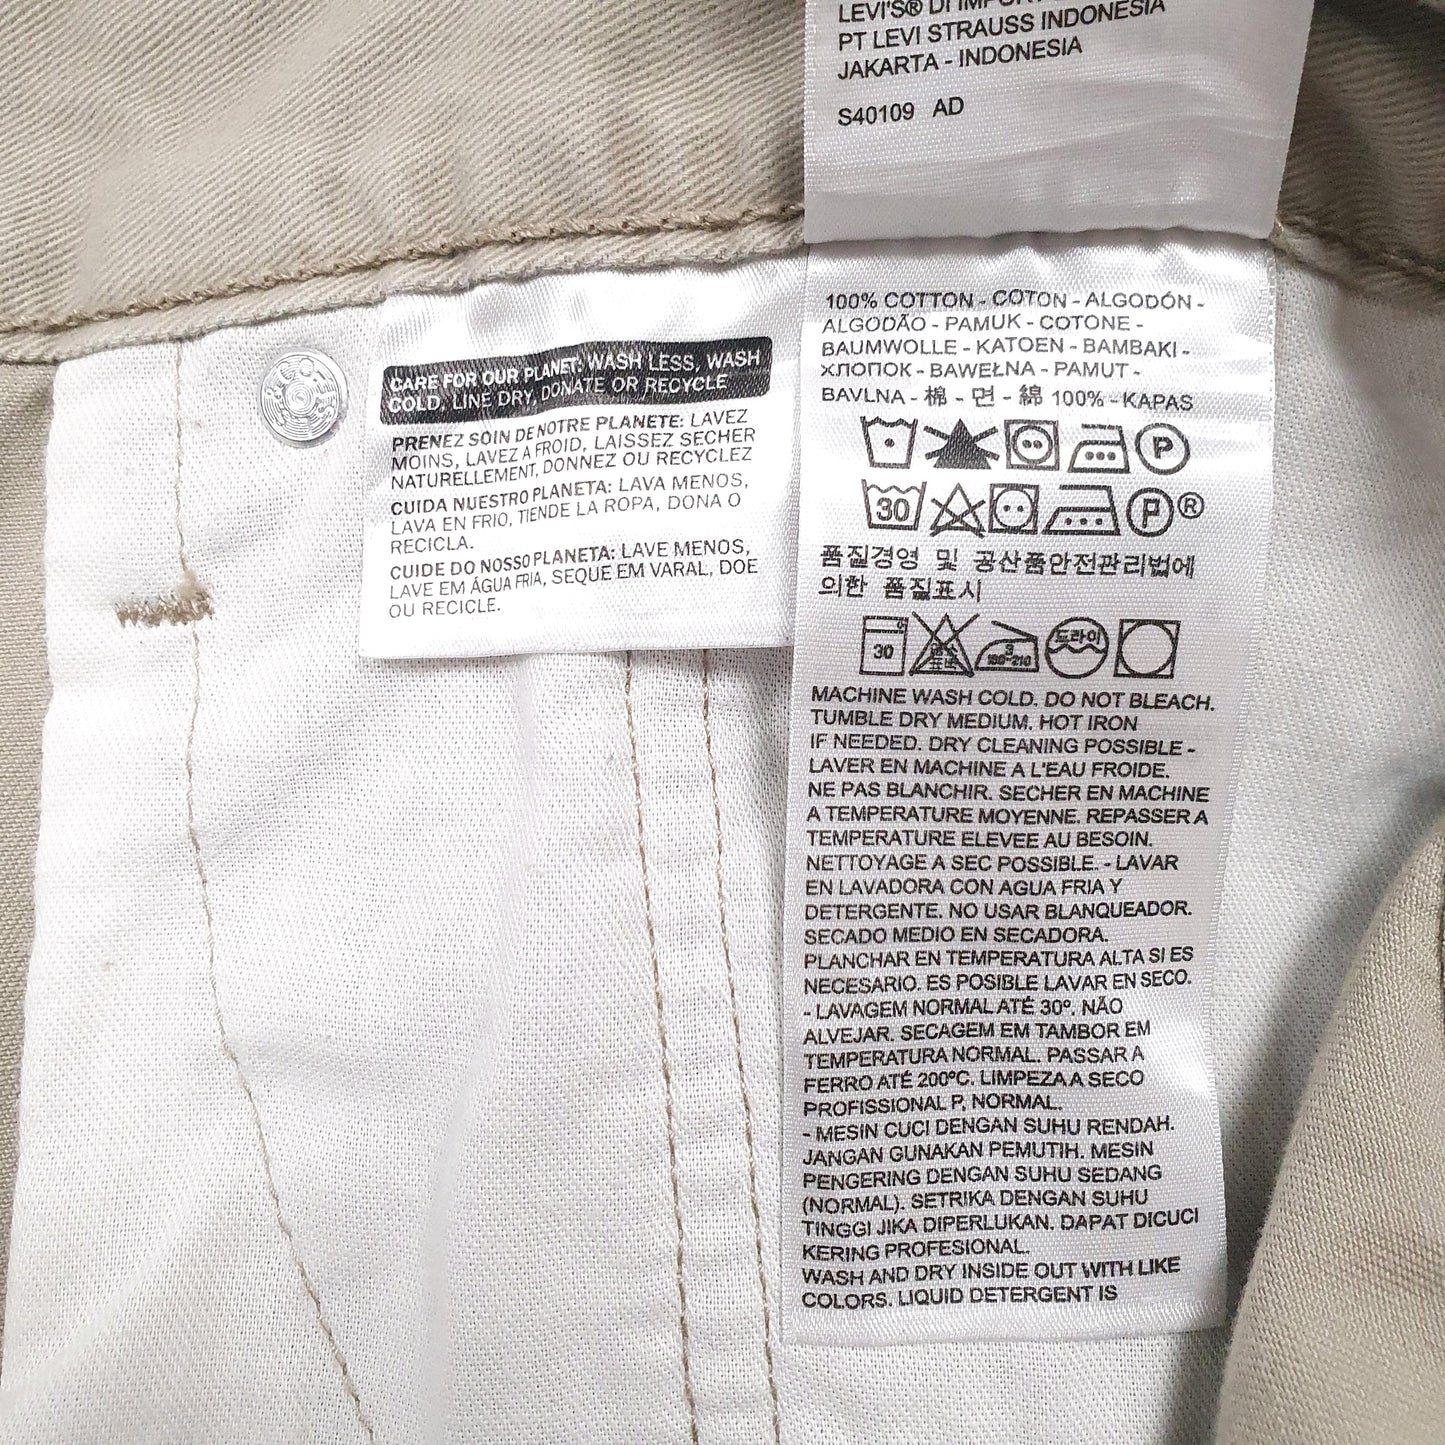 LEVI'S® DI IMPOR
PT LEVI STRAUSS INDONESIA
JAKARTA - INDONESIA
S40109 AD
CARE FOR OUR PLANET: WASH LESS, WASH
COLD, LINE DRY, DONATE OR RECYCLE
PRENEZ SOIN DE NOTRE PLANETE: LAVEZ
MOINS, LAVEZ A FROID, LAISSEZ SECHER
NATURELLEMENT, DONNEZ OU RECYCLEZ
CUIDA NUESTRO PLANETA: LAVA MENOS,
LAVA EN FRIO, TIENDE LA ROPA, DONA O
RECICLA.
CUIDE DO NOSSO PLANETA: LAVE MENOS,
LAVE EM ÁGUA FRIA, SEQUE EM VARAL, DOE
OU RECICLE.
100% COTTON - COTON - ALGODÓN -
ALGODÃO - PAMUK - COTONE -
BAUMWOLLE - KATOEN - BAMBAKI -
ХЛОПОК - BAWEŁNA - PAMUT -
BAVLNA - 棉 - 면 - 綿 100% - KAPAS
P
30 P ®
품질경영 및 공산품안전관리법에
의한 품질표시
30 3 180-210 드라이
MACHINE WASH COLD. DO NOT BLEACH.
TUMBLE DRY MEDIUM. HOT IRON
IF NEEDED. DRY CLEANING POSSIBLE -
LAVER EN MACHINE A L'EAU FROIDE.
NE PAS BLANCHIR. SECHER EN MACHINE
A TEMPERATURE MOYENNE. REPASSER A
TEMPERATURE ELEVEE AU BESOIN.
NETTOYAGE A SEC POSSIBLE. - LAVAR
EN LAVADORA CON AGUA FRIA Y
DETERGENTE. NO USAR BLANQUEADOR.
SECADO MEDIO EN SECADORA.
PLANCHAR EN TEMPERATURA ALTA SI ES
NECESARIO. ES POSIBLE LAVAR EN SECO.
- LAVAGEM NORMAL ATÉ 30º. NÃO
ALVEJAR. SECAGEM EM TAMBOR EM
TEMPERATURA NORMAL. PASSAR A
FERRO ATÉ 200ºC. LIMPEZA A SECO
PROFISSIONAL P, NORMAL.
- MESIN CUCI DENGAN SUHU RENDAH.
JANGAN GUNAKAN PEMUTIH. MESIN
PENGERING DENGAN SUHU SEDANG
(NORMAL). SETRIKA DENGAN SUHU
TINGGI JIKA DIPERLUKAN. DAPAT DICUCI
KERING PROFESIONAL.
WASH AND DRY INSIDE OUT WITH LIKE
COLORS. LIQUID DETERGENT IS